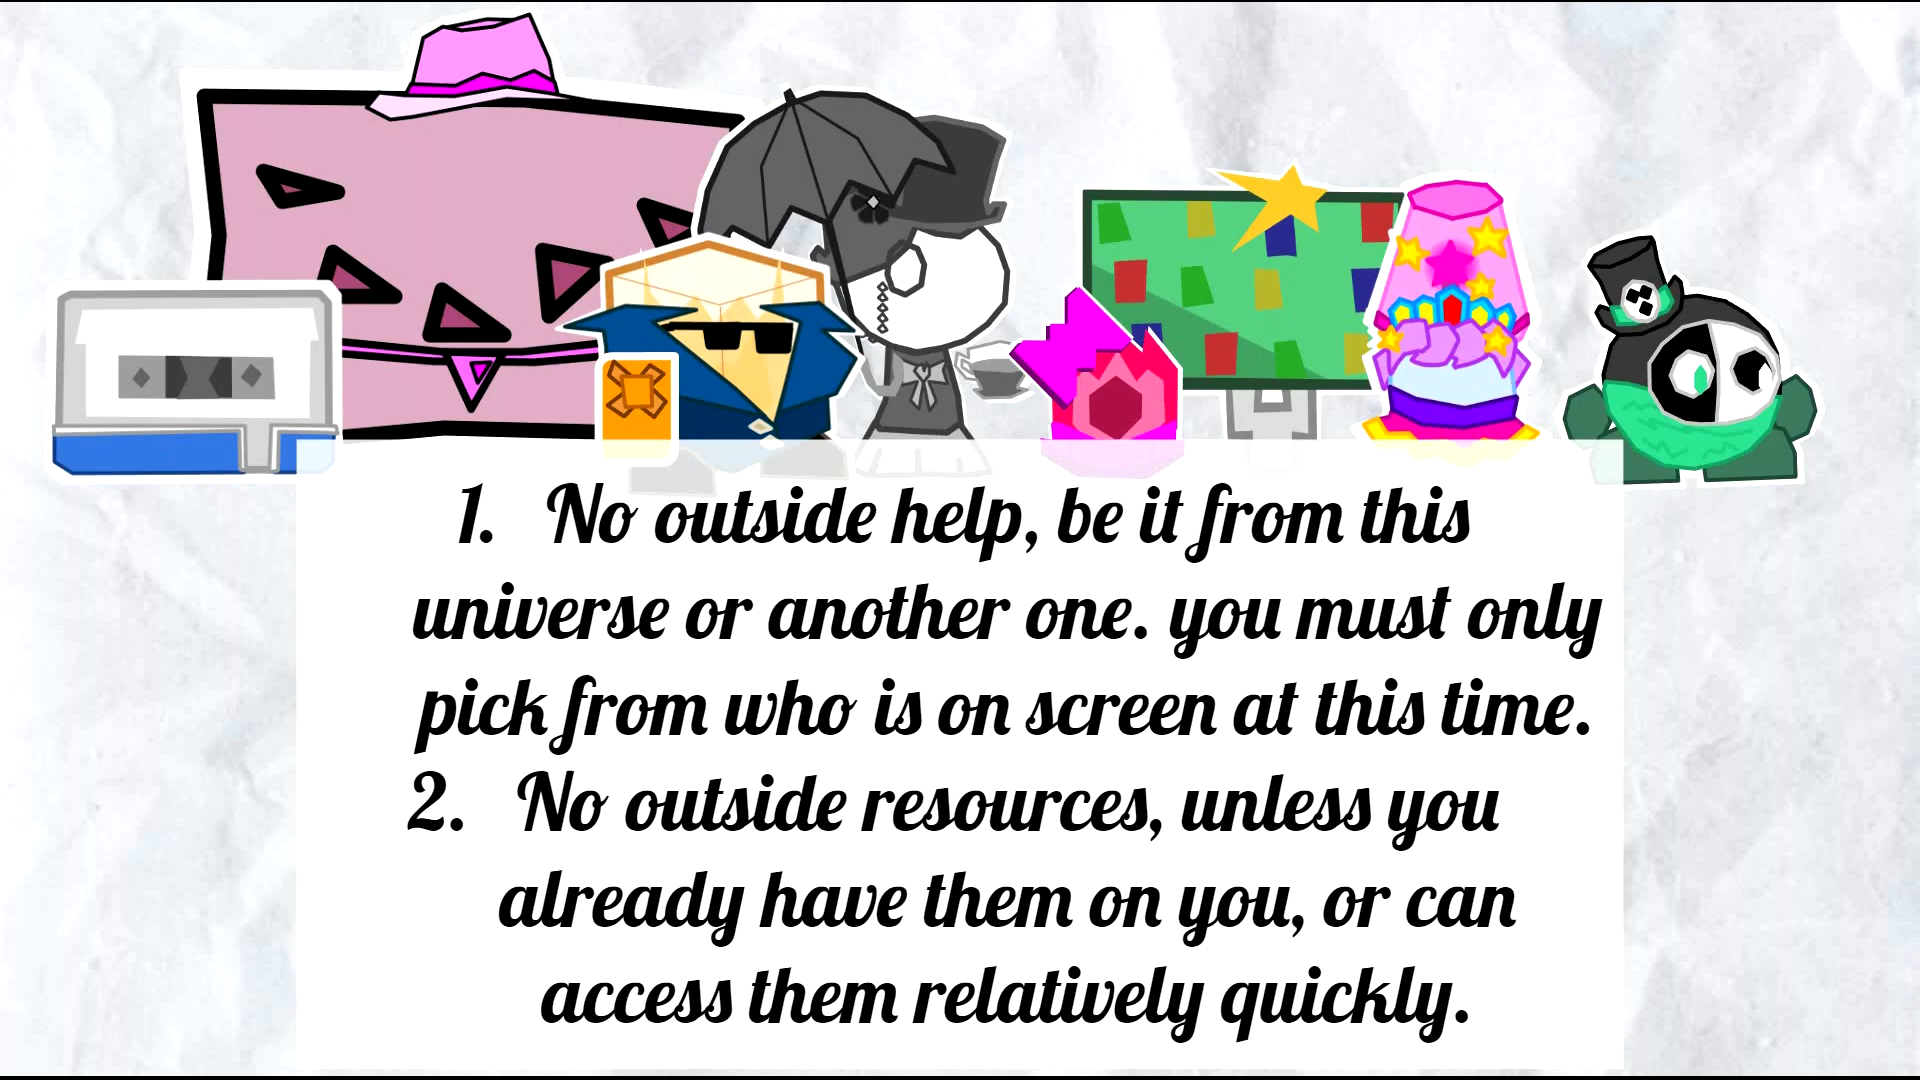 1. No outside help, be it from this
universe or another one. you must only
pick from who is on screen at this time.
2. No outside resources, unless you
already have them on you, or can
access them relatively quickly.